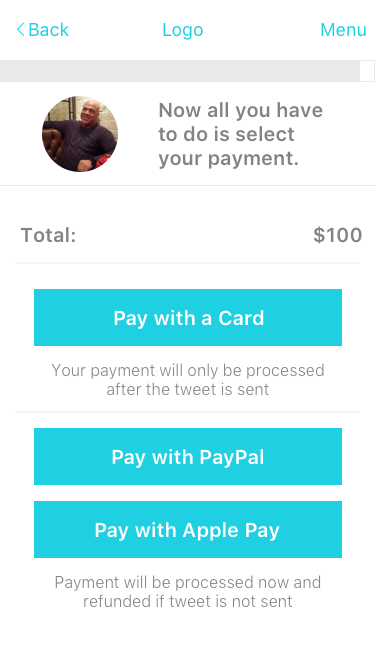 Back Logo Menu
Now all you have
to do is select
your payment.
Total: $100
Pay with a Card
Your payment will only be processed
after the tweet is sent
Pay with PayPal
Pay with Apple Pay
Payment will be processed now and
refunded if tweet is not sent